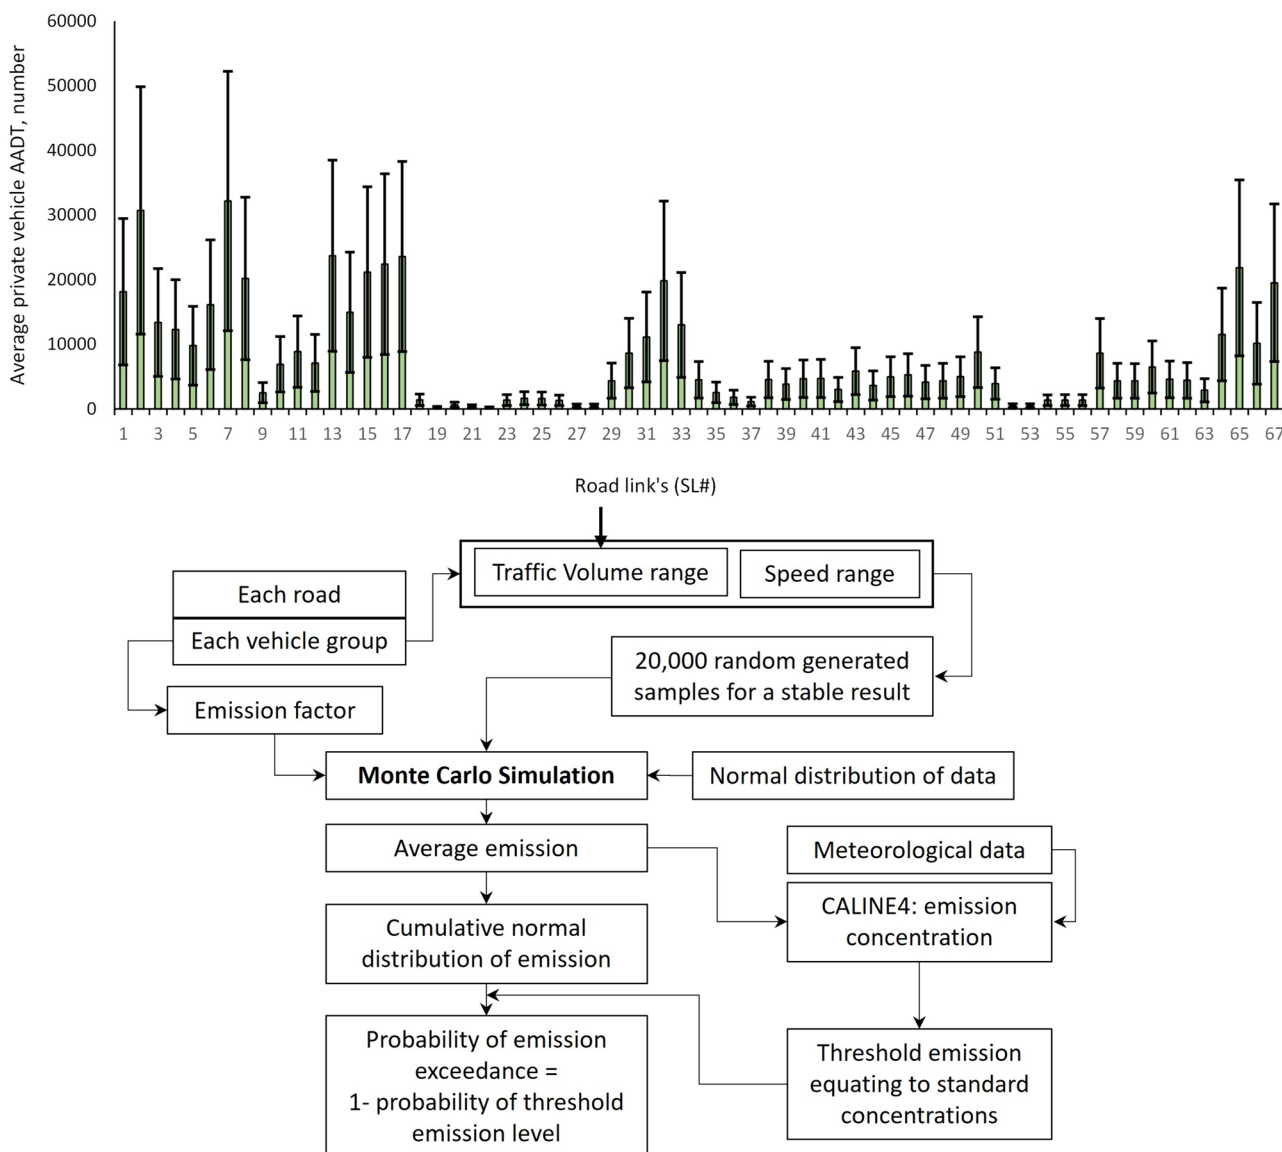 Average private vehicle AADT, number
60000
50000
40000
30000
20000
10000
0
1 3 5 7 9 11 13 15 17 19 21 23 25 27 29 31 33 35 37 39 41 43 45 47 49 51 53 55 57 59 61 63 65 67
Road link's (SL#)
Traffic Volume range
Speed range
Each road
Each vehicle group
20,000 random generated
samples for a stable result
Emission factor
Monte Carlo Simulation
Normal distribution of data
Average emission
Meteorological data
CALINE4: emission
concentration
Cumulative normal
distribution of emission
Probability of emission
exceedance =
1- probability of threshold
emission level
Threshold emission
equating to standard
concentrations